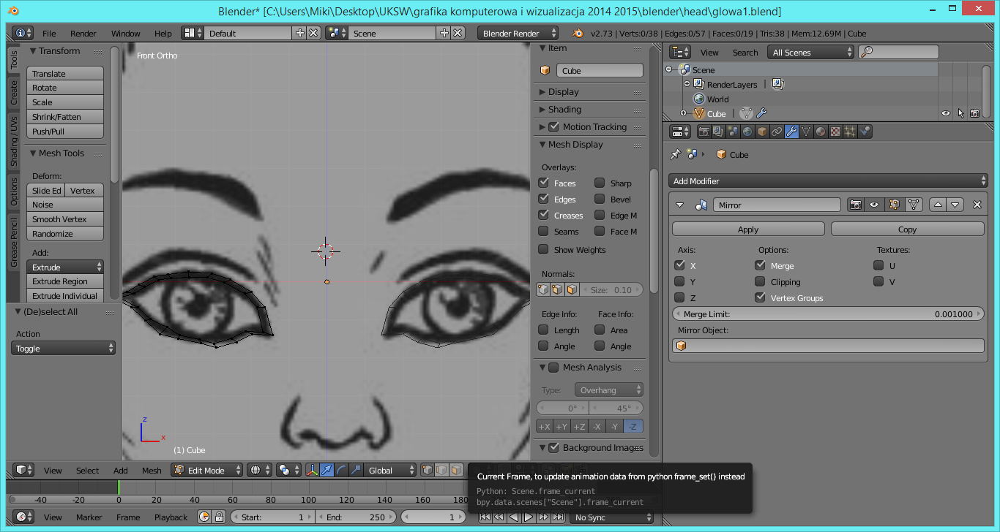 Blender* [C:\Users\Miki\Desktop\UKSW\grafika komputerowa i wizualizacja 2014 2015\blender\head\glowa1.blend]
File Render Window Help Default Scene Blender Render v2.73 | Verts:0/38 | Edges:0/57 | Faces:0/19 | Tris:38 | Mem:12.69M | Cube
Tools
Create
Shading / UVs
Options
Grease Pencil
Transform
Translate
Rotate
Scale
Shrink/Fatten
Push/Pull
Mesh Tools
Deform:
Slide Ed Vertex
Noise
Smooth Vertex
Randomize
Add:
Extrude
Extrude Region
Extrude Individual
(De)select All
Action
Toggle
Front Ortho
z
x
(1) Cube
Item
Cube
Display
Shading
Motion Tracking
Mesh Display
Overlays:
Faces Sharp
Edges Bevel
Creases Edge M
Seams Face M
Show Weights
Normals:
Size: 0.10
Edge Info: Face Info:
Length Area
Angle Angle
Mesh Analysis
Type: Overhang
0° 45°
+X +Y +Z -X -Y -Z
Background Images
View Search All Scenes
Scene
RenderLayers
World
Cube
Cube
Add Modifier
Mirror
Apply Copy
Axis: Options: Textures:
X Merge U
Y Clipping V
Z Vertex Groups
Merge Limit: 0.001000
Mirror Object:
View Select Add Mesh Edit Mode Global
Current Frame, to update animation data from python frame_set() instead
Python: Scene.frame_current
bpy.data.scenes["Scene"].frame_current
-40 -20 0 20 40 60 80 100 120 140 160 180
View Marker Frame Playback Start: 1 End: 250 1 No Sync